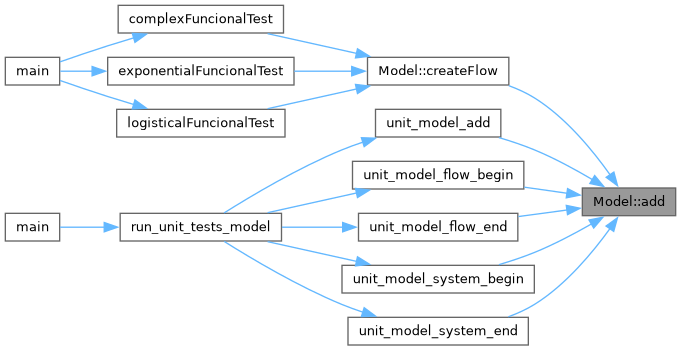 complexFuncionalTest
main
exponentialFuncionalTest
Model::createFlow
logisticalFuncionalTest
unit_model_add
unit_model_flow_begin
Model::add
main
run_unit_tests_model
unit_model_flow_end
unit_model_system_begin
unit_model_system_end